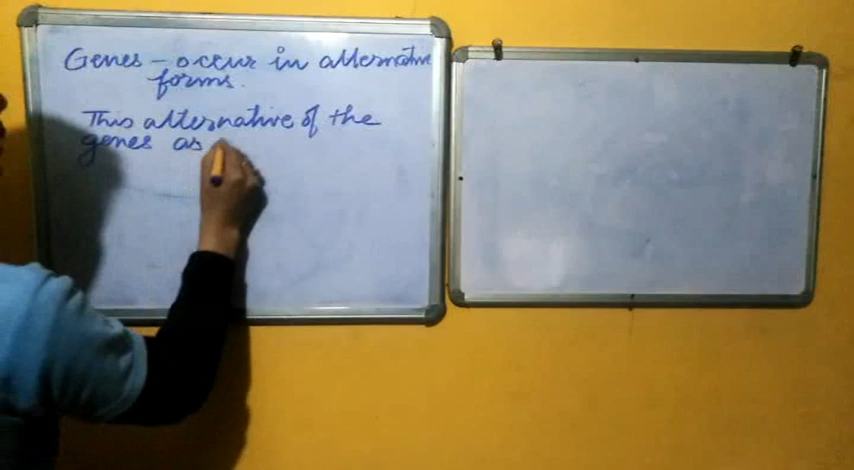 Genes - occur in alternative
forms.
This alternative of the
genes as